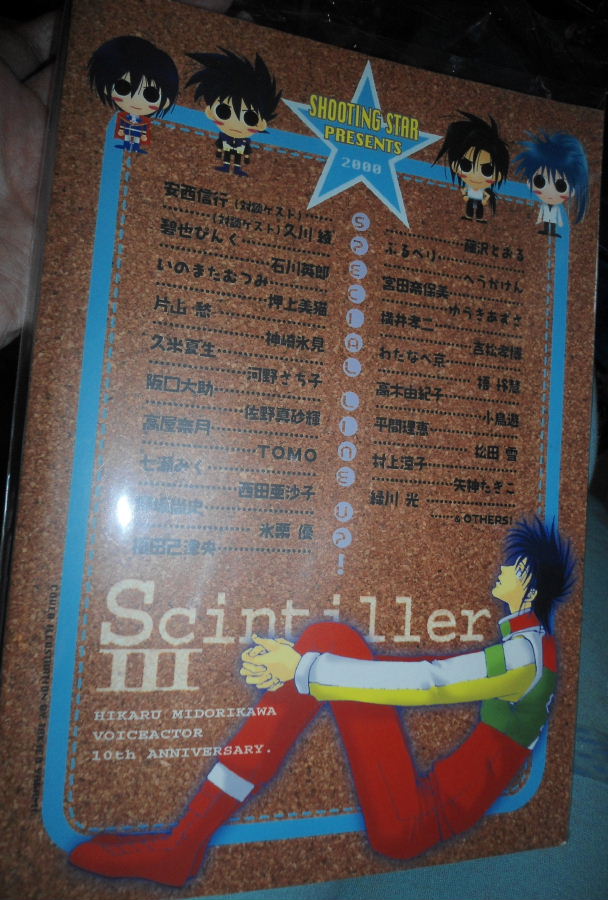 SHOOTING STAR
PRESENTS
2000
SPECIAL LINE UP!
安西信行(対談ゲスト)……
(対談ゲスト)久川 綾
碧也ぴんく
石川英郎
いのまたむつみ
押上美猫
片山 愁
神崎氷見
久米夏生
河野さち子
阪口大助
佐野真砂輝
高屋奈月
TOMO
七瀬みく
西田亜沙子
氷栗 優
藤沢とおる
ぶるべりー
へうがけん
宮田奈保美
ゆうきあずさ
横井孝二
吉松孝博
わたなべ京
高木由紀子
小鳥遊
平間理恵
松田 雪
村上涼子
矢神たきこ
緑川 光
& OTHERS!
Scintiller
III
HIKARU MIDORIKAWA
VOICEACTOR
10th ANNIVERSARY.